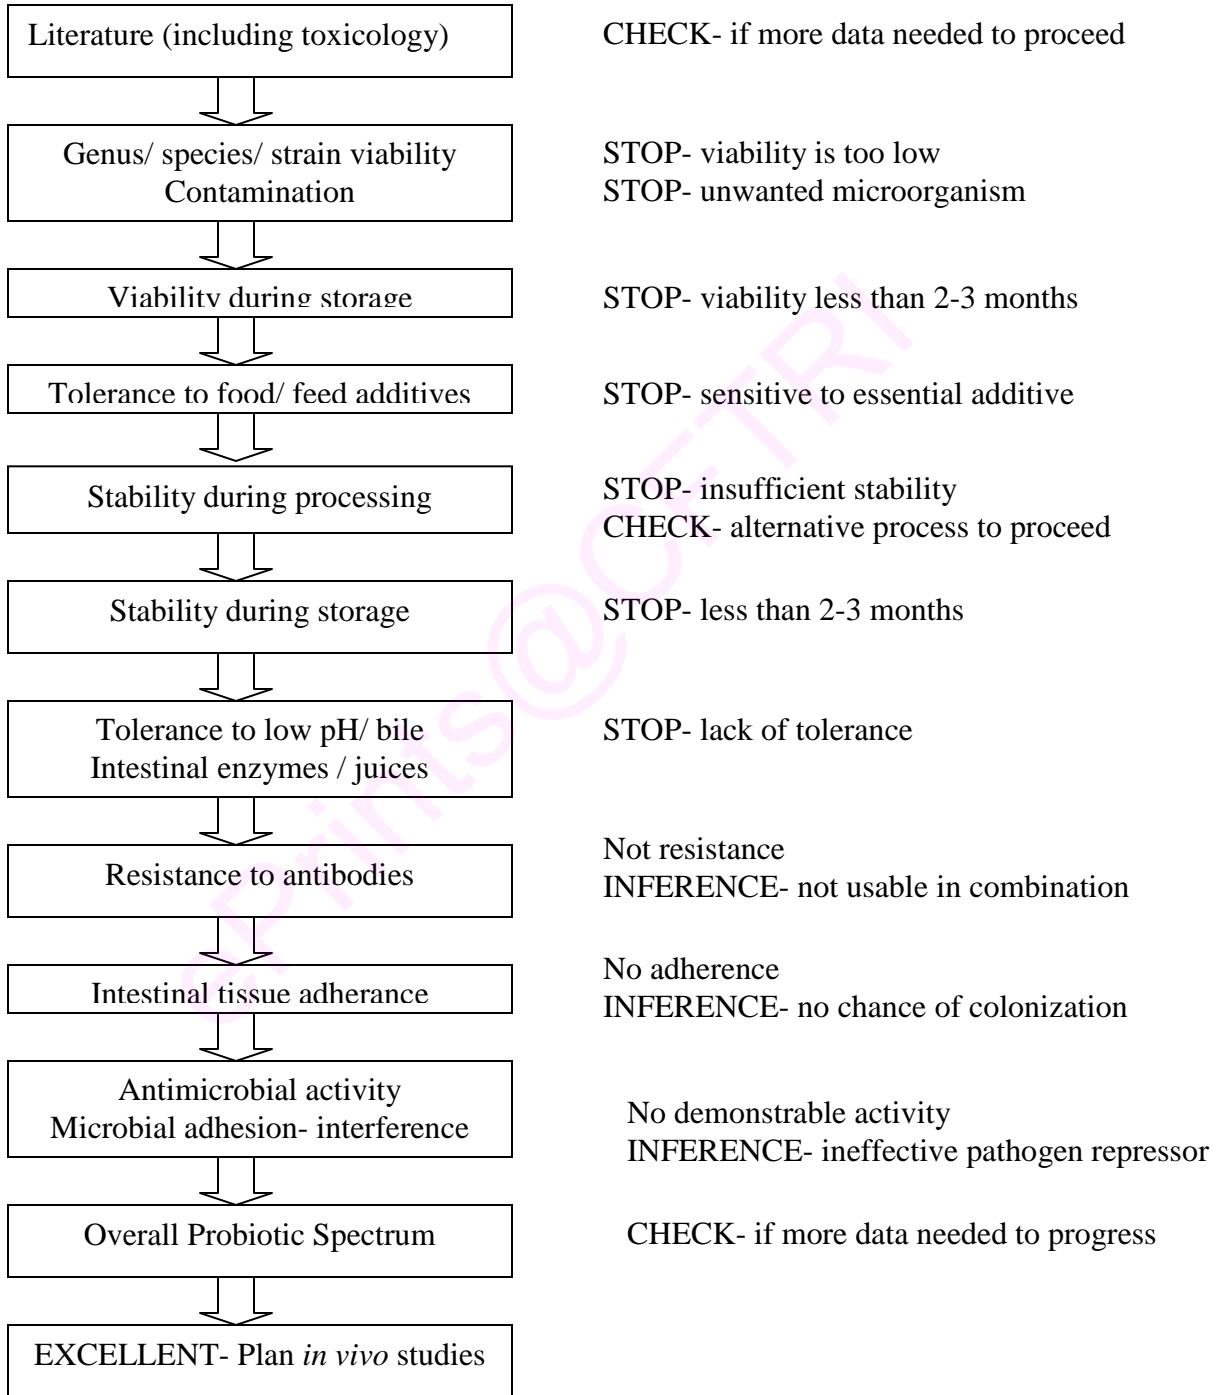 Literature (including toxicology)
CHECK- if more data needed to proceed
Genus/ species/ strain viability
Contamination
STOP- viability is too low
STOP- unwanted microorganism
Viability during storage
STOP- viability less than 2-3 months
Tolerance to food/ feed additives
STOP- sensitive to essential additive
Stability during processing
STOP- insufficient stability
CHECK- alternative process to proceed
Stability during storage
STOP- less than 2-3 months
Tolerance to low pH/ bile
Intestinal enzymes / juices
STOP- lack of tolerance
Resistance to antibodies
Not resistance
INFERENCE- not usable in combination
Intestinal tissue adherance
No adherence
INFERENCE- no chance of colonization
Antimicrobial activity
Microbial adhesion- interference
No demonstrable activity
INFERENCE- ineffective pathogen repressor
Overall Probiotic Spectrum
CHECK- if more data needed to progress
EXCELLENT- Plan in vivo studies
ePrints@CFTRI